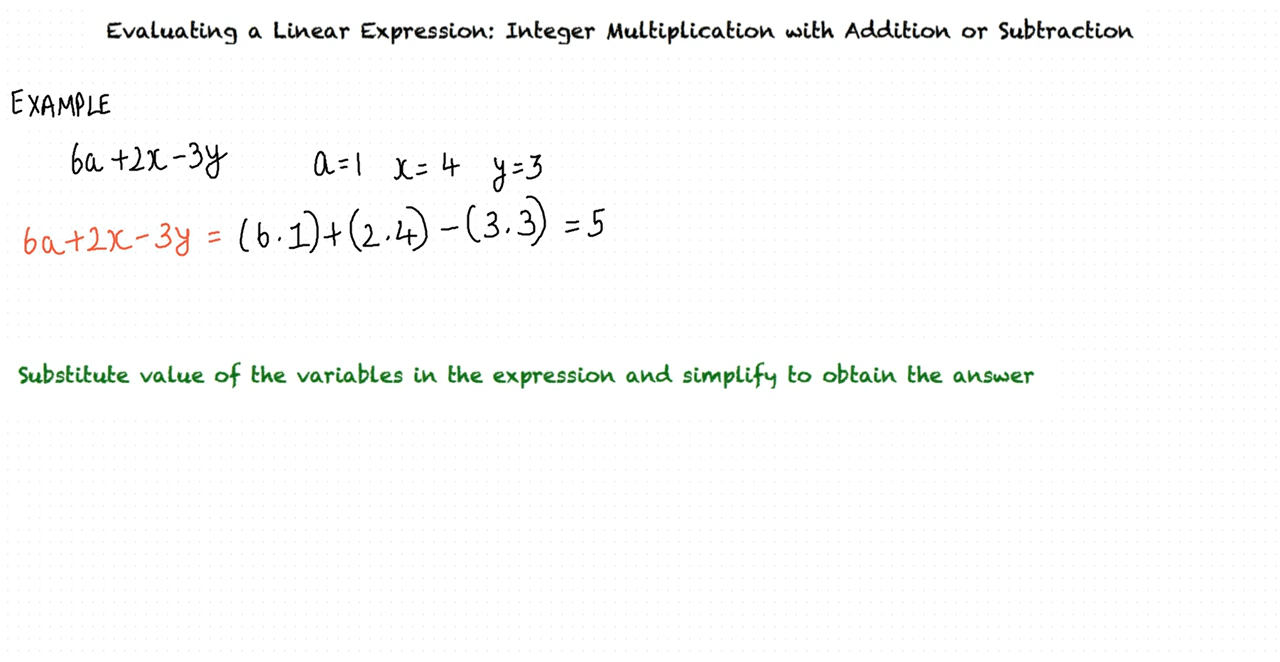 Evaluating a Linear Expression: Integer Multiplication with Addition or Subtraction
EXAMPLE
6a+2x-3y a=1 x=4 y=3
6a+2x-3y = (6.1)+(2.4)-(3.3) = 5
Substitute value of the variables in the expression and simplify to obtain the answer